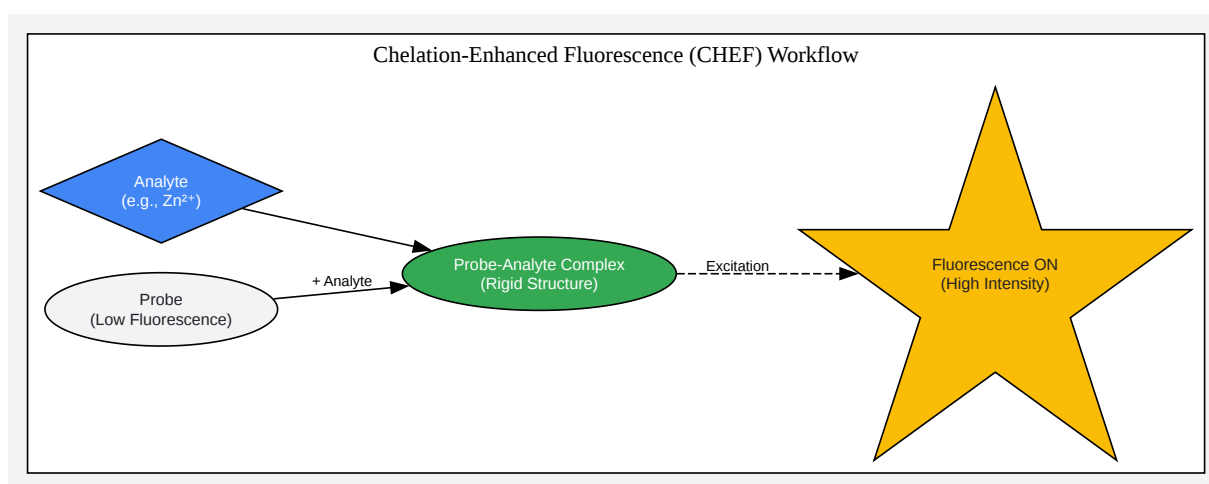 Chelation-Enhanced Fluorescence (CHEF) Workflow
Analyte
(e.g., Zn²⁺)
Probe
(Low Fluorescence)
+ Analyte
Probe-Analyte Complex
(Rigid Structure)
Excitation
Fluorescence ON
(High Intensity)